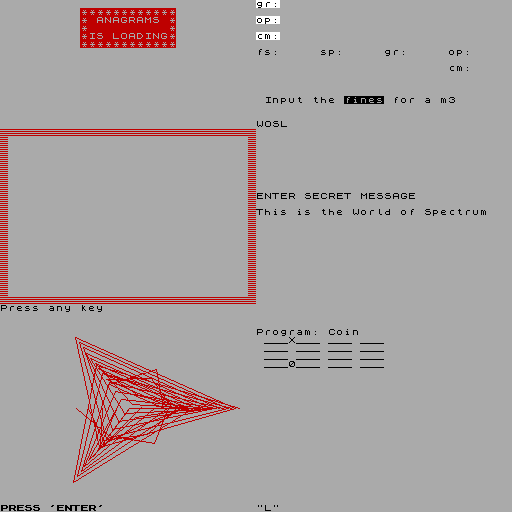 * * * * * * * * * * * *
* ANAGRAMS *
*IS LOADING*
* * * * * * * * * * * *
Press any key
PRESS 'ENTER'
gr:
op:
cm:
fs: sp: gr: op:
cm:
Input the fines for a m3
WOSL
ENTER SECRET MESSAGE
This is the World of Spectrum
Program: Coin
X
0
"L"